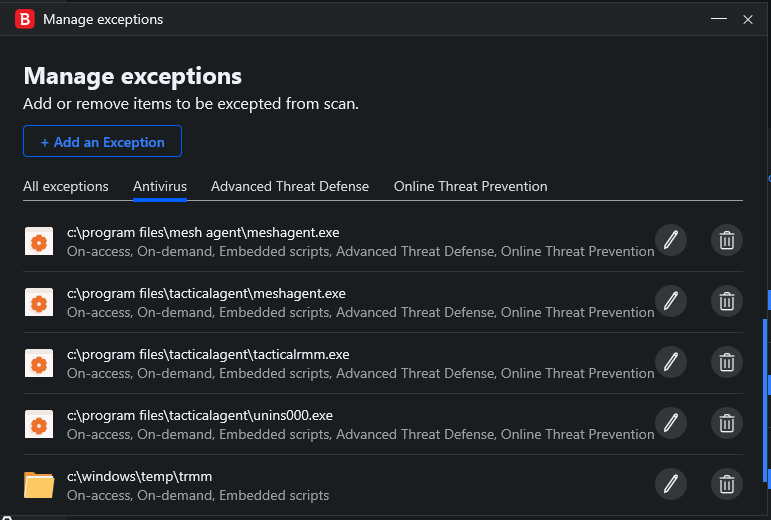 B Manage exceptions
Manage exceptions
Add or remove items to be excepted from scan.
+ Add an Exception
All exceptions Antivirus Advanced Threat Defense Online Threat Prevention
c:\program files\mesh agent\meshagent.exe
On-access, On-demand, Embedded scripts, Advanced Threat Defense, Online Threat Prevention
c:\program files\tacticalagent\meshagent.exe
On-access, On-demand, Embedded scripts, Advanced Threat Defense, Online Threat Prevention
c:\program files\tacticalagent\tacticalrmm.exe
On-access, On-demand, Embedded scripts, Advanced Threat Defense, Online Threat Prevention
c:\program files\tacticalagent\unins000.exe
On-access, On-demand, Embedded scripts, Advanced Threat Defense, Online Threat Prevention
c:\windows\temp\trmm
On-access, On-demand, Embedded scripts